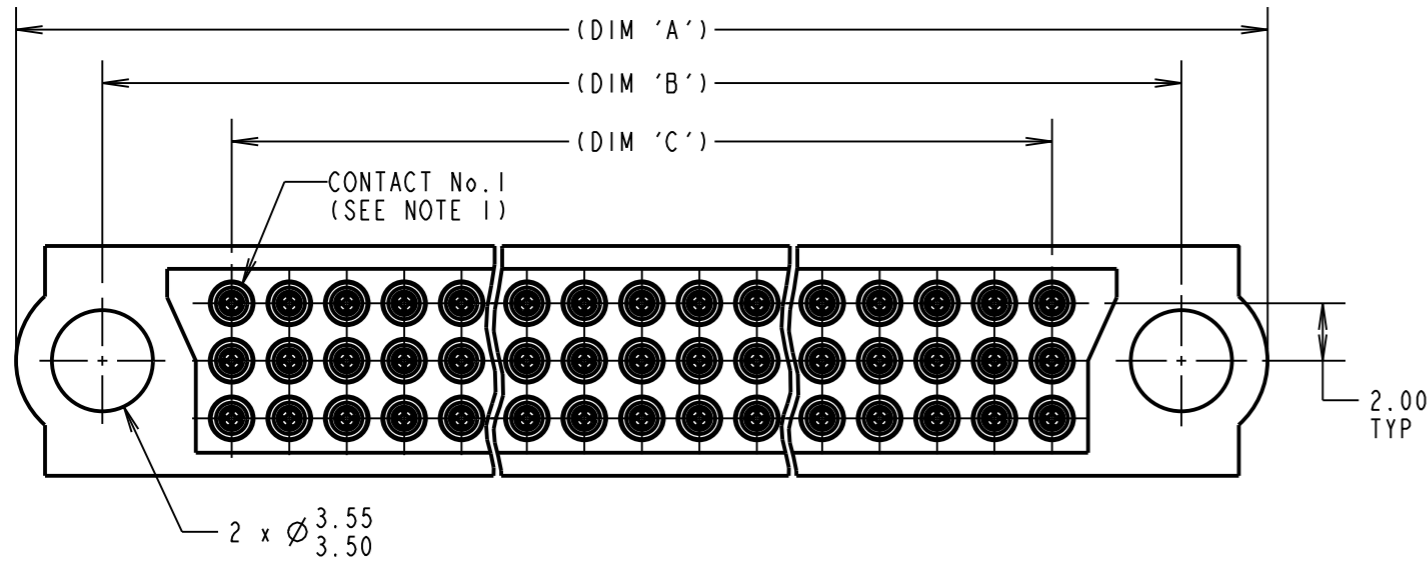 (DIM 'A')
(DIM 'B')
(DIM 'C')
CONTACT No.1
(SEE NOTE 1)
2.00
TYP
2 x Ø 3.55
3.50